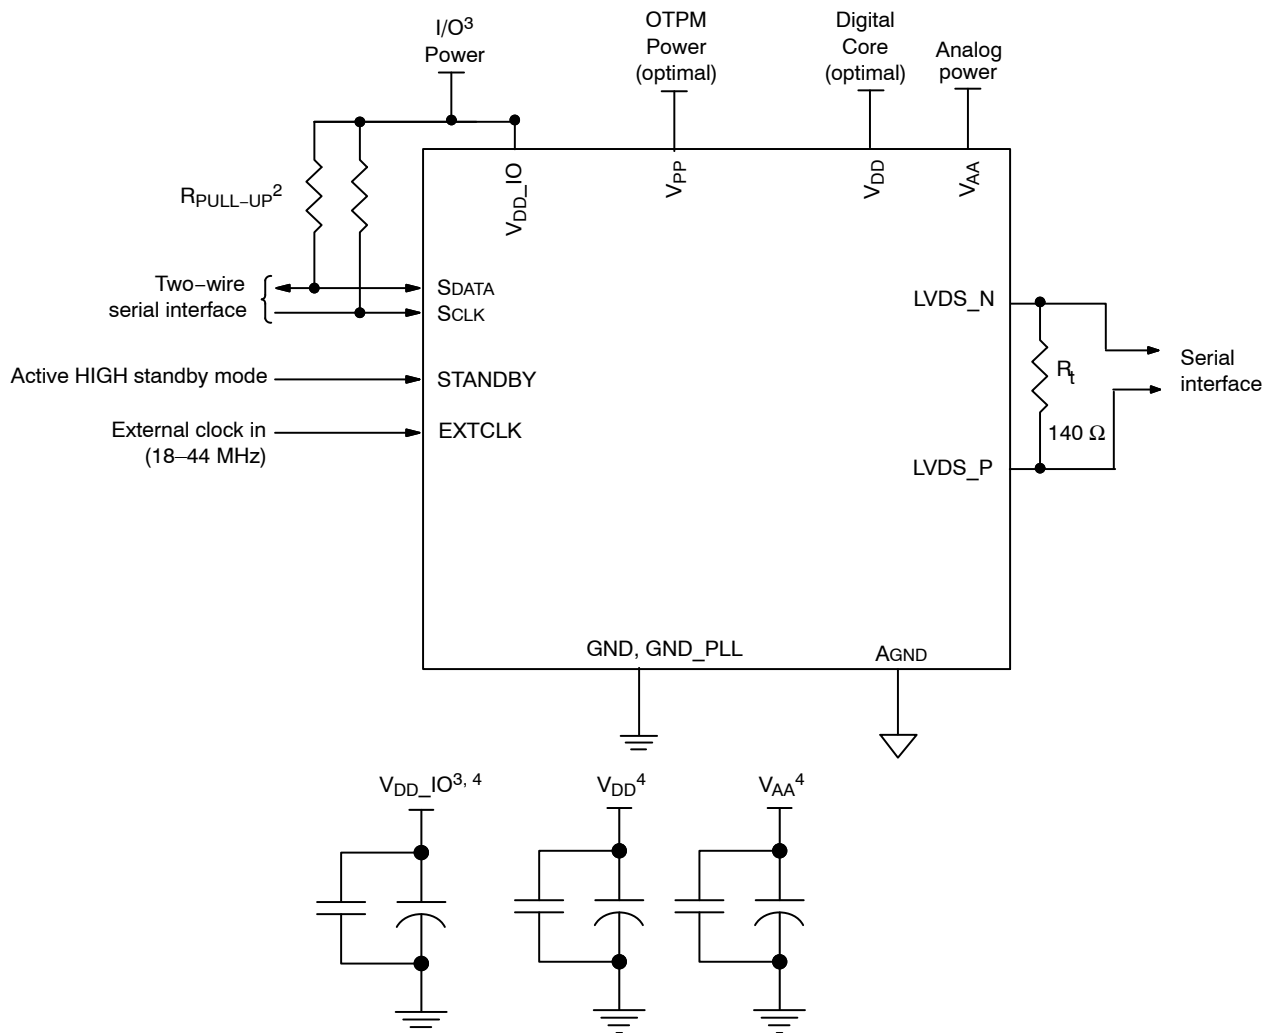 I/O3
Power
OTPM
Power
(optimal)
Digital
Core
(optimal)
Analog
power
RPULL–UP2
VDD_IO
VPP
VDD
VAA
Two–wire
serial interface
SDATA
SCLK
Active HIGH standby mode
STANDBY
External clock in
(18–44 MHz)
EXTCLK
LVDS_N
Rt
140 Ω
LVDS_P
Serial
interface
GND, GND_PLL
AGND
VDD_IO3, 4
VDD4
VAA4